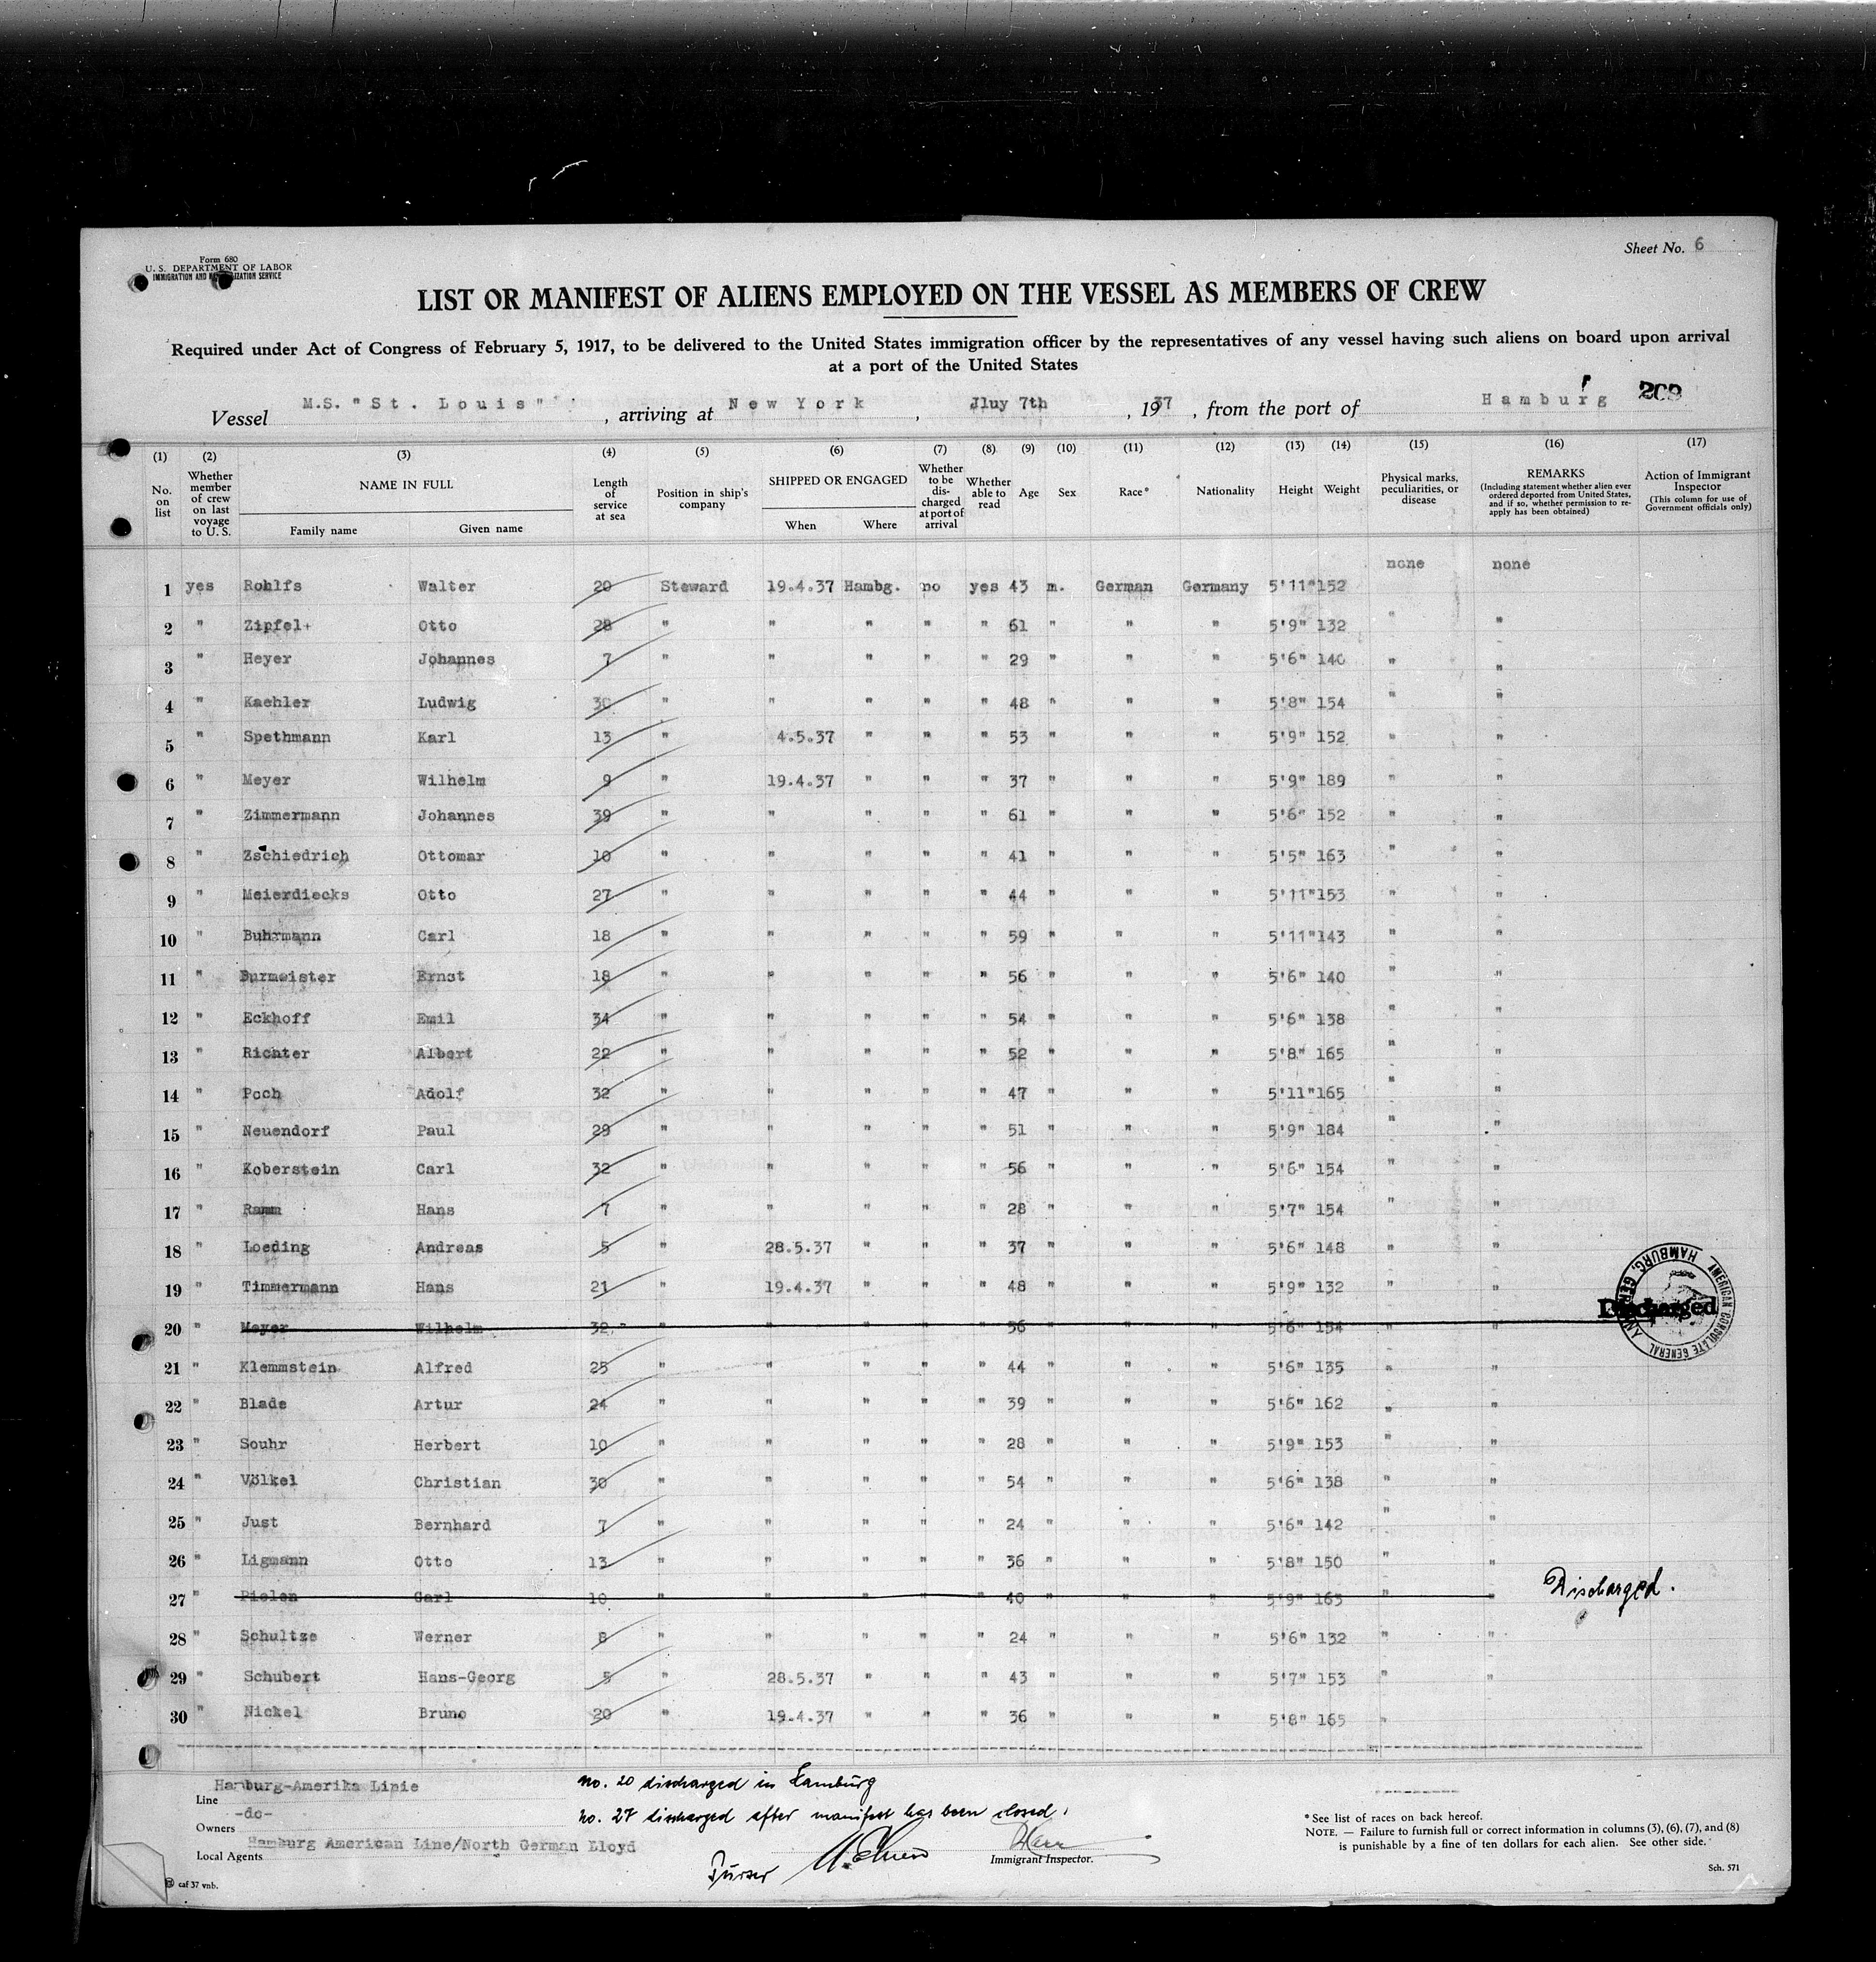 Form 680
U. S. DEPARTMENT OF LABOR
IMMIGRATION AND NATURALIZATION SERVICE
Sheet No. 6
LIST OR MANIFEST OF ALIENS EMPLOYED ON THE VESSEL AS MEMBERS OF CREW
Required under Act of Congress of February 5, 1917, to be delivered to the United States immigration officer by the representatives of any vessel having such aliens on board upon arrival
at a port of the United States
Vessel M.S. "St. Louis", arriving at New York, Jluy 7th, 1937, from the port of Hamburg 209
(1) (2) (3) (4) (5) (6) (7) (8) (9) (10) (11) (12) (13) (14) (15) (16) (17)
No. on list
Whether member of crew on last voyage to U. S.
NAME IN FULL
Family name Given name
Length of service at sea
Position in ship's company
SHIPPED OR ENGAGED
When Where
Whether to be discharged at port of arrival
Whether able to read
Age
Sex
Race*
Nationality
Height
Weight
Physical marks, peculiarities, or disease
REMARKS
(Including statement whether alien ever ordered deported from United States, and if so, whether permission to re-apply has been obtained)
Action of Immigrant Inspector
(This column for use of Government officials only)
none none
1 yes Rohlfs Walter 20 Steward 19.4.37 Hambg. no yes 43 m. German Germany 5'11" 152
2 " Zipfel+ Otto 28 " " " " " 61 " " " 5'9" 132 " "
3 " Heyer Johannes 7 " " " " " 29 " " " 5'6" 140 " "
4 " Kaehler Ludwig 30 " " " " " 48 " " " 5'8" 154 " "
5 " Spethmann Karl 13 " 4.5.37 " " " 53 " " " 5'9" 152 " "
6 " Meyer Wilhelm 9 " 19.4.37 " " " 37 " " " 5'9" 189 " "
7 " Zimmermann Johannes 39 " " " " " 61 " " " 5'6" 152 " "
8 " Zschiedrich Ottomar 10 " " " " " 41 " " " 5'5" 163 " "
9 " Meierdiecks Otto 27 " " " " " 44 " " " 5'11" 153 " "
10 " Buhrmann Carl 18 " " " " " 59 " " " 5'11" 143 " "
11 " Burmeister Ernst 18 " " " " " 56 " " " 5'6" 140 " "
12 " Eckhoff Emil 34 " " " " " 54 " " " 5'6" 138 " "
13 " Richter Albert 22 " " " " " 52 " " " 5'8" 165 " "
14 " Poch Adolf 32 " " " " " 47 " " " 5'11" 165 " "
15 " Neuendorf Paul 29 " " " " " 51 " " " 5'9" 184 " "
16 " Koberstein Carl 32 " " " " " 56 " " " 5'6" 154 " "
17 " Ramm Hans 7 " " " " " 28 " " " 5'7" 154 " "
18 " Loeding Andreas 5 " 28.5.37 " " " 37 " " " 5'6" 148 " "
19 " Timmermann Hans 21 " 19.4.37 " " " 48 " " " 5'9" 132 " "
20 " Meyer Wilhelm 32 " " " " " 56 " " " 5'6" 154 " " Discharged
AMERICAN CONSULATE GENERAL HAMBURG, GERMANY
21 " Klemmstein Alfred 25 " " " " " 44 " " " 5'6" 135 " "
22 " Blade Artur 24 " " " " " 39 " " " 5'6" 162 " "
23 " Souhr Herbert 10 " " " " " 28 " " " 5'9" 153 " "
24 " Völkel Christian 30 " " " " " 54 " " " 5'6" 138 " "
25 " Just Bernhard 7 " " " " " 24 " " " 5'6" 142 " "
26 " Ligmann Otto 13 " " " " " 36 " " " 5'8" 150 " "
27 " Pielen Carl 10 " " " " " 40 " " " 5'9" 165 " " Discharged.
28 " Schultze Werner 8 " " " " " 24 " " " 5'6" 132 " "
29 " Schubert Hans-Georg 5 " 28.5.37 " " " 43 " " " 5'7" 153 " "
30 " Nickel Bruno 20 " 19.4.37 " " " 36 " " " 5'8" 165 "
Line Hamburg-Amerika Linie
Owners -do-
Local Agents Hamburg American Line/North German Lloyd
no. 20 discharged in Hamburg
no. 27 discharged after manifest has been closed.
Purser
Immigrant Inspector.
* See list of races on back hereof.
NOTE. — Failure to furnish full or correct information in columns (3), (6), (7), and (8)
is punishable by a fine of ten dollars for each alien. See other side.
caf 37 vnb.
Sch. 571